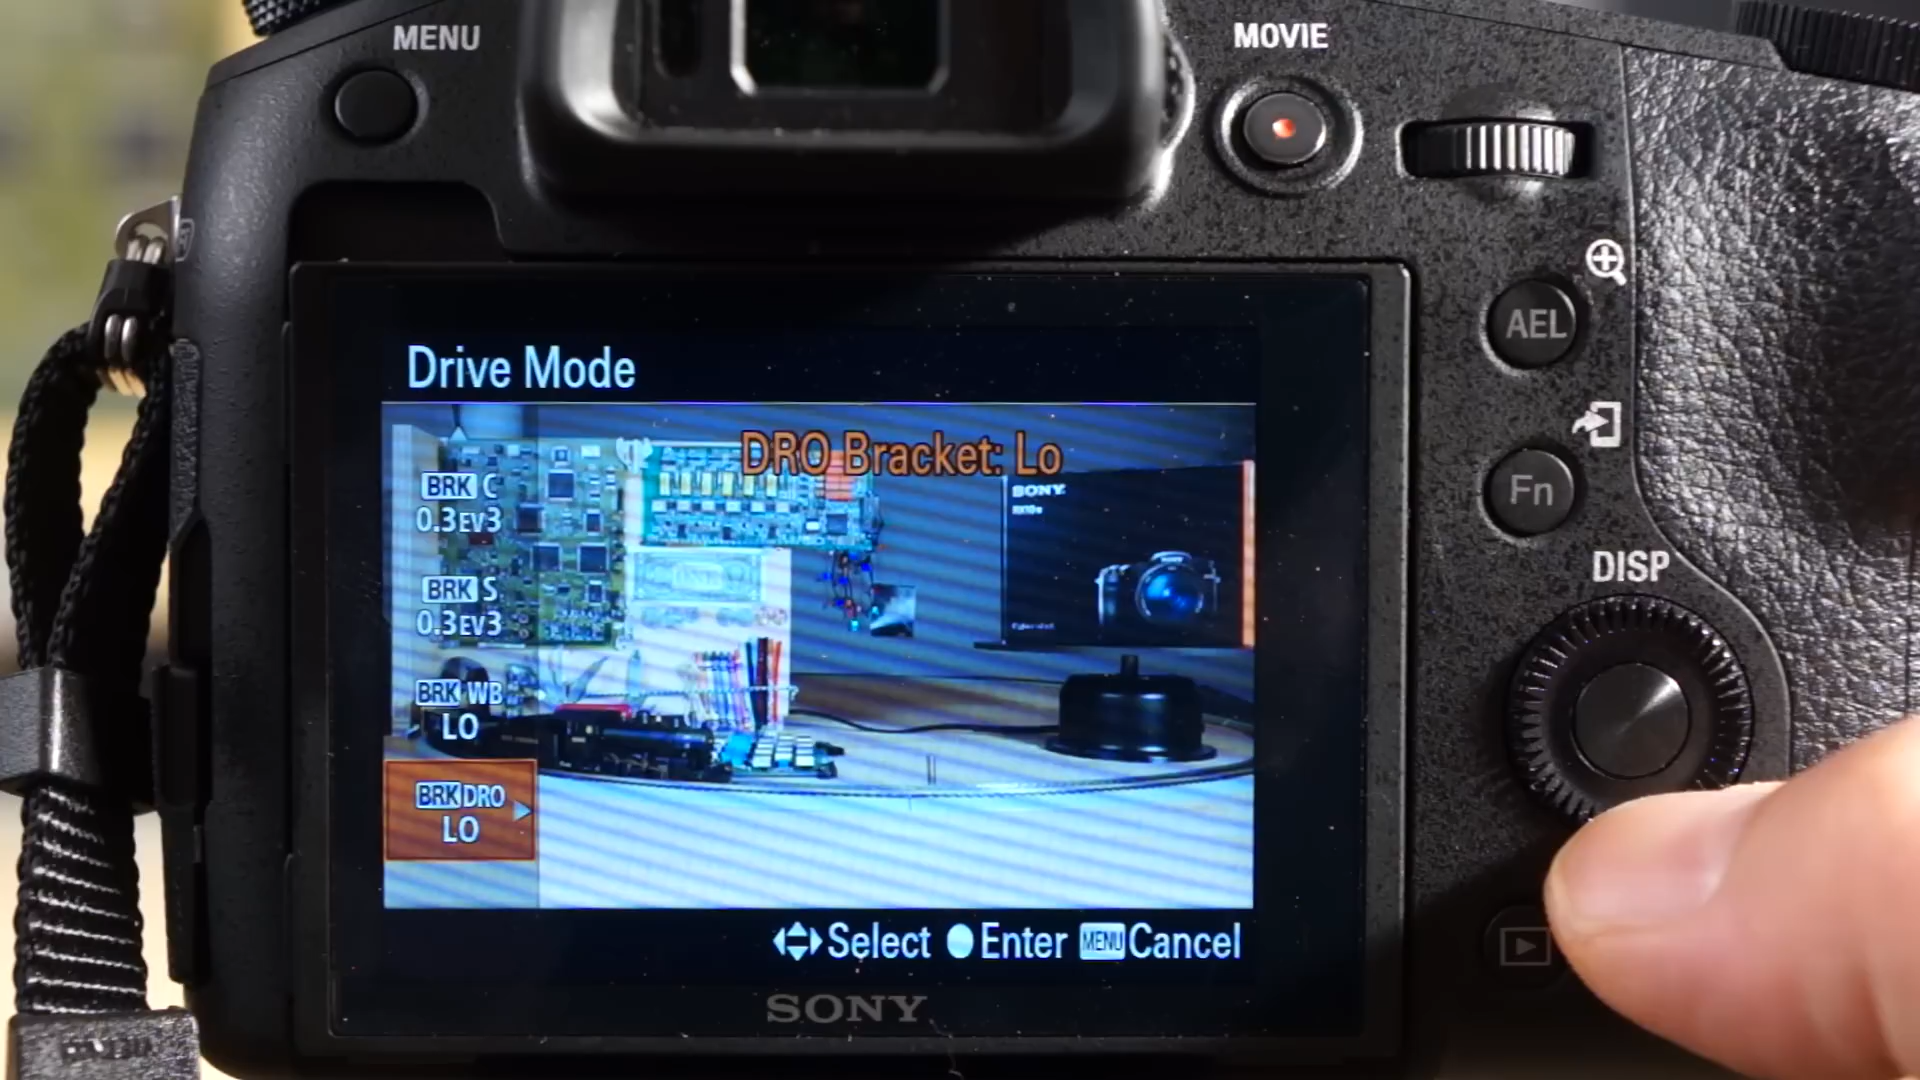 MENU
MOVIE
AEL
Fn
DISP
Drive Mode
DRO Bracket: Lo
BRK C
0.3EV3
BRK S
0.3EV3
BRK WB
LO
BRK DRO
LO
SONY
Select Enter MENU Cancel
SONY